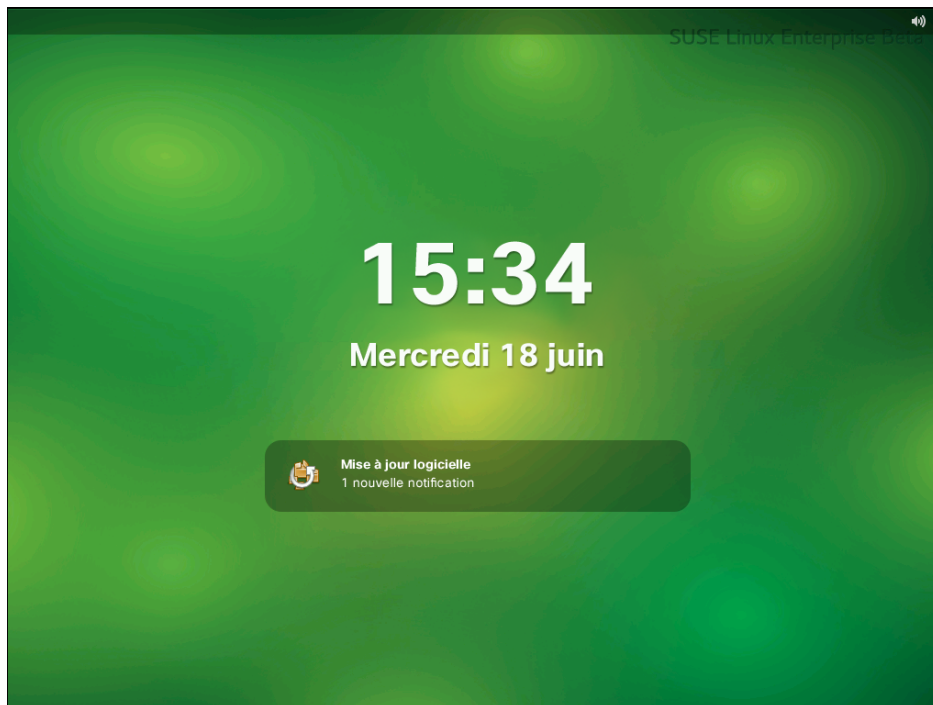 SUSE Linux Enterprise Beta
15:34
Mercredi 18 juin
Mise à jour logicielle
1 nouvelle notification